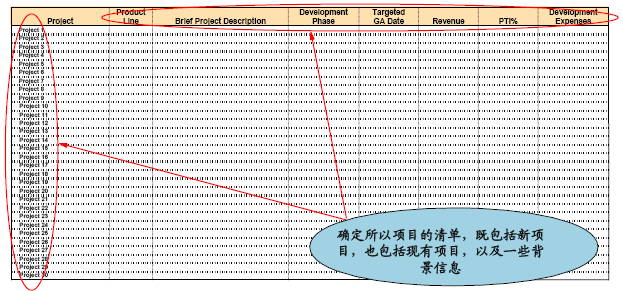 Project Product Line Brief Project Description Development Phase Targeted GA Date Revenue PTI% Development Expenses
Project 1
Project 2
Project 3
Project 4
Project 5
Project 6
Project 7
Project 8
Project 9
Project 10
Project 11
Project 12
Project 13
Project 14
Project 15
Project 16
Project 17
Project 18
Project 19
Project 20
Project 21
Project 22
Project 23
Project 24
Project 25
Project 26
Project 27
Project 28
Project 29
Project 30
确定所以项目的清单，既包括新项
目，也包括现有项目，以及一些背
景信息